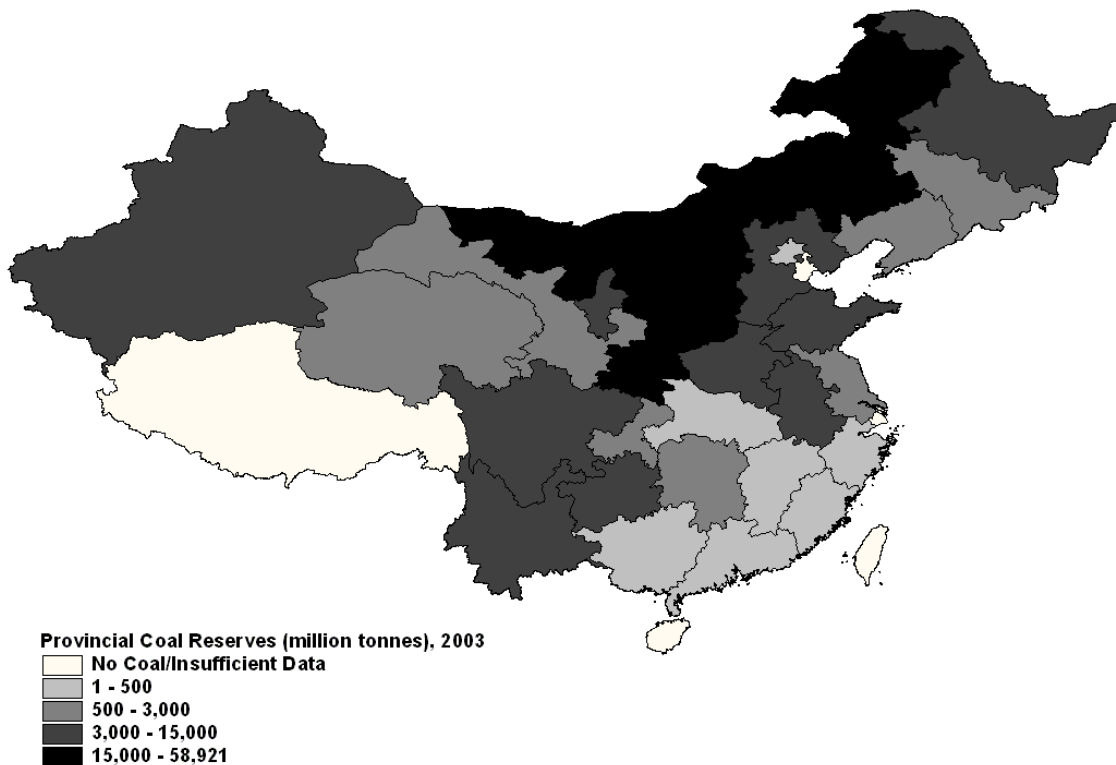 Provincial Coal Reserves (million tonnes), 2003
No Coal/Insufficient Data
1 - 500
500 - 3,000
3,000 - 15,000
15,000 - 58,921